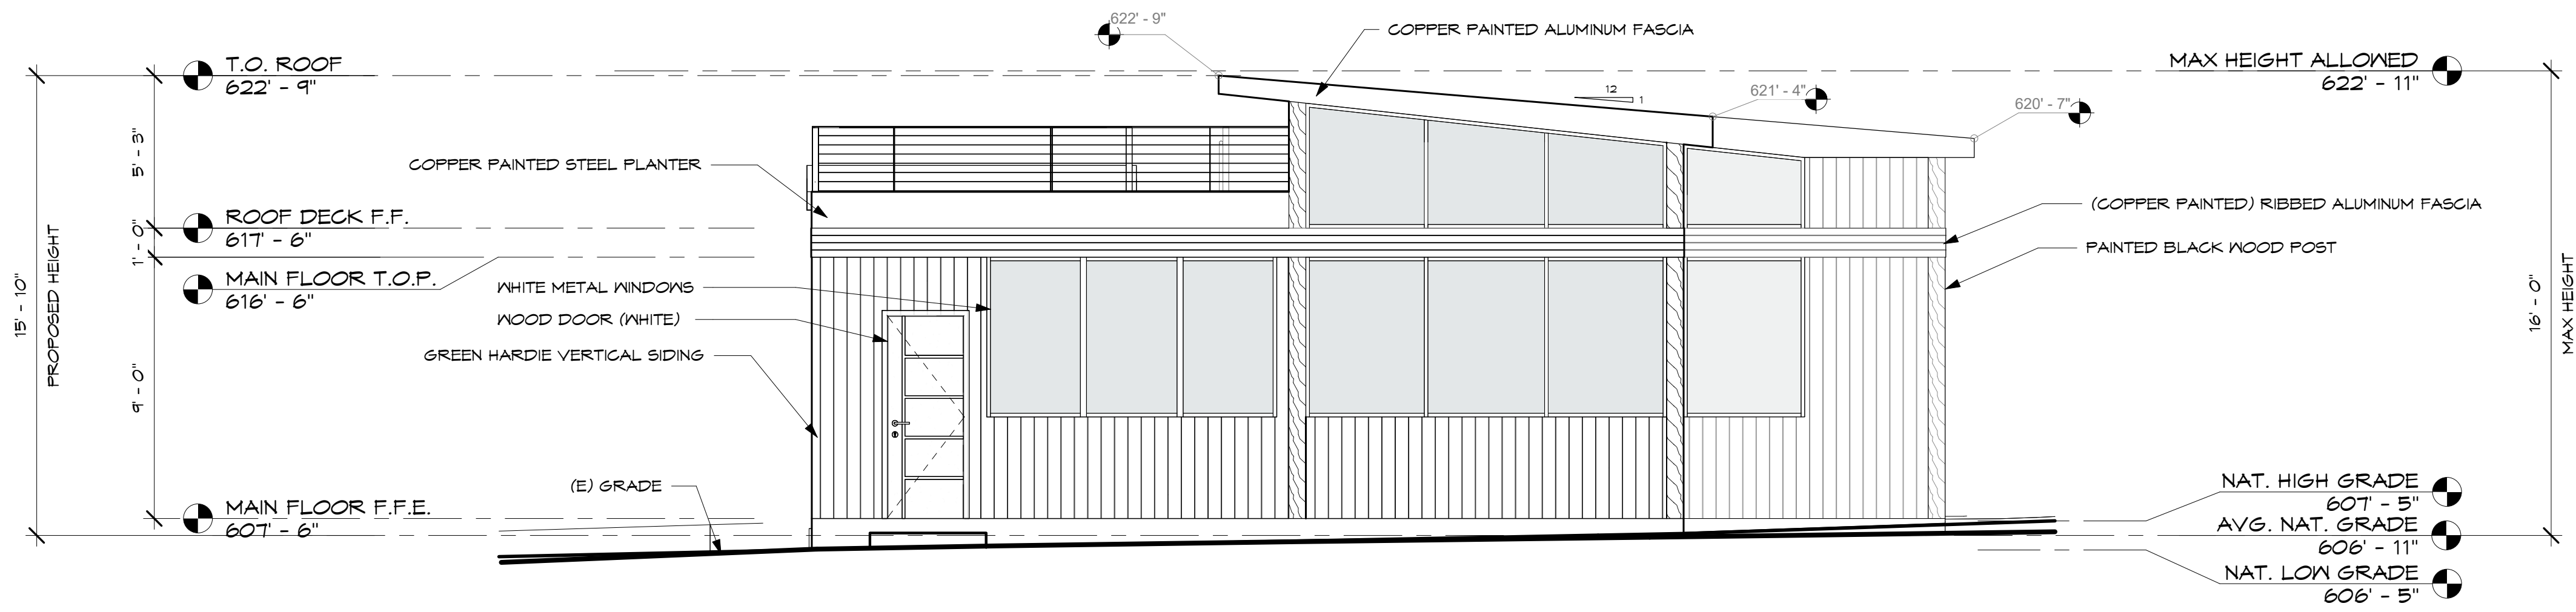 622' - 9"
COPPER PAINTED ALUMINUM FASCIA
T.O. ROOF
622' - 9"
MAX HEIGHT ALLOWED
622' - 11"
12
1
621' - 4"
620' - 7"
5' - 3"
COPPER PAINTED STEEL PLANTER
ROOF DECK F.F.
617' - 6"
(COPPER PAINTED) RIBBED ALUMINUM FASCIA
1' - 0"
PAINTED BLACK WOOD POST
MAIN FLOOR T.O.P.
616' - 6"
15' - 10"
PROPOSED HEIGHT
WHITE METAL WINDOWS
WOOD DOOR (WHITE)
GREEN HARDIE VERTICAL SIDING
16' - 0"
MAX HEIGHT
9' - 0"
(E) GRADE
MAIN FLOOR F.F.E.
607' - 6"
NAT. HIGH GRADE
607' - 5"
AVG. NAT. GRADE
606' - 11"
NAT. LOW GRADE
606' - 5"